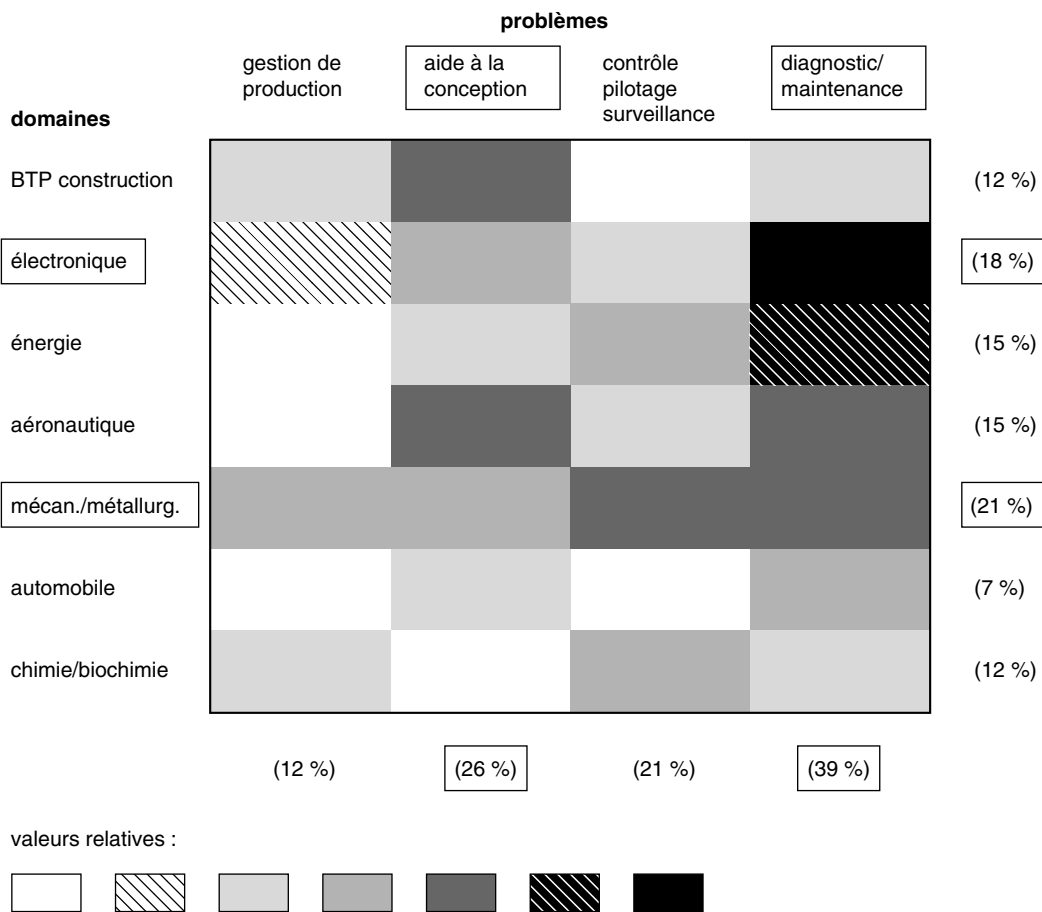 problèmes
gestion de
production
aide à la
conception
contrôle
pilotage
surveillance
diagnostic/
maintenance
domaines
BTP construction
(12 %)
électronique
(18 %)
énergie
(15 %)
aéronautique
(15 %)
mécan./métallurg.
(21 %)
automobile
(7 %)
chimie/biochimie
(12 %)
(12 %)
(26 %)
(21 %)
(39 %)
valeurs relatives :